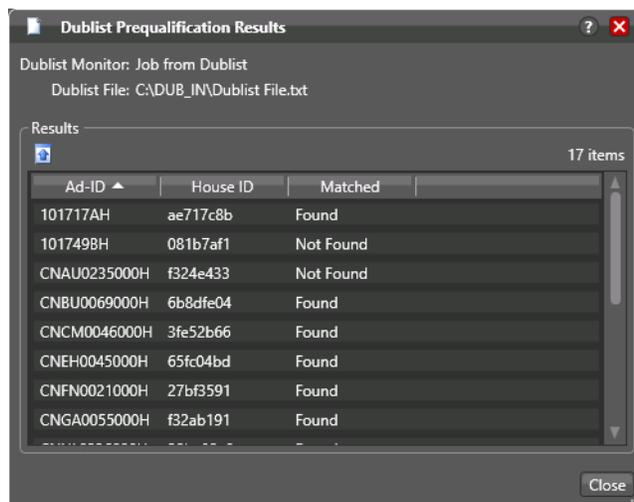 Dublist Prequalification Results ?
Dublist Monitor: Job from Dublist
Dublist File: C:\DUB_IN\Dublist File.txt
Results
17 items
Ad-ID House ID Matched
101717AH ae717c8b Found
101749BH 081b7af1 Not Found
CNAU0235000H f324e433 Not Found
CNBU0069000H 6b8dfe04 Found
CNCM0046000H 3fe52b66 Found
CNEH0045000H 65fc04bd Found
CNFN0021000H 27bf3591 Found
CNGA0055000H f32ab191 Found
Close